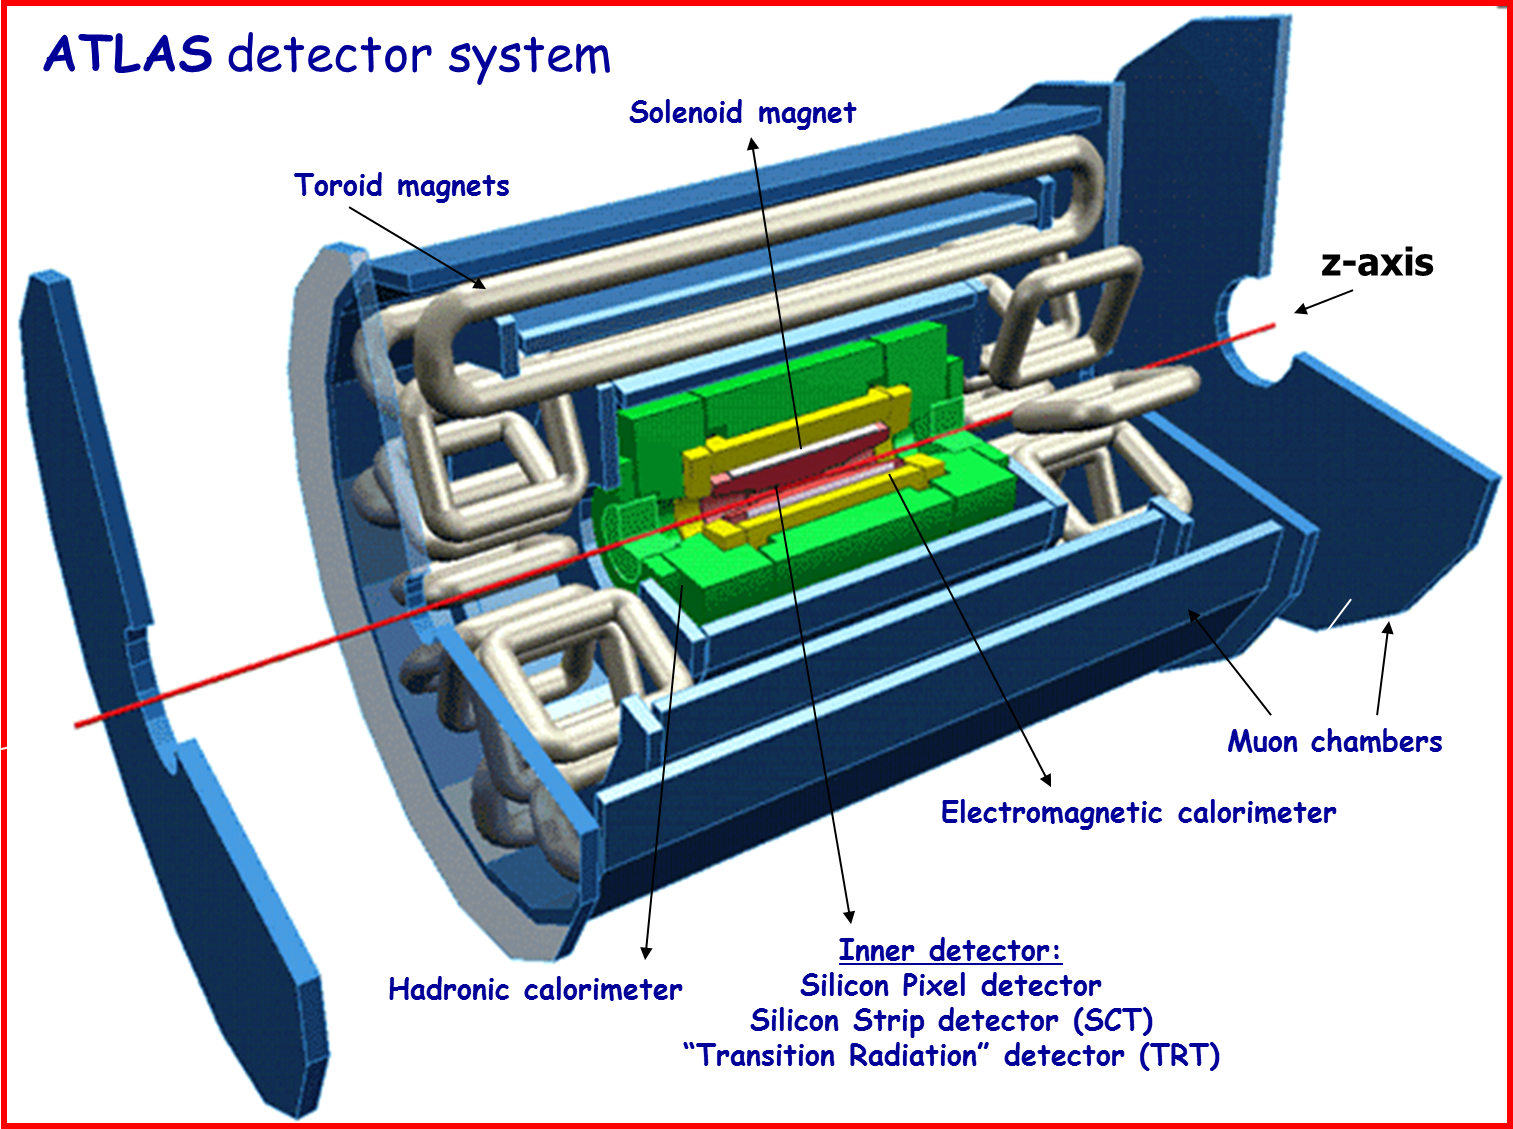 ATLAS detector system
Solenoid magnet
Toroid magnets
z-axis
Muon chambers
Electromagnetic calorimeter
Hadronic calorimeter
Inner detector:
Silicon Pixel detector
Silicon Strip detector (SCT)
“Transition Radiation” detector (TRT)